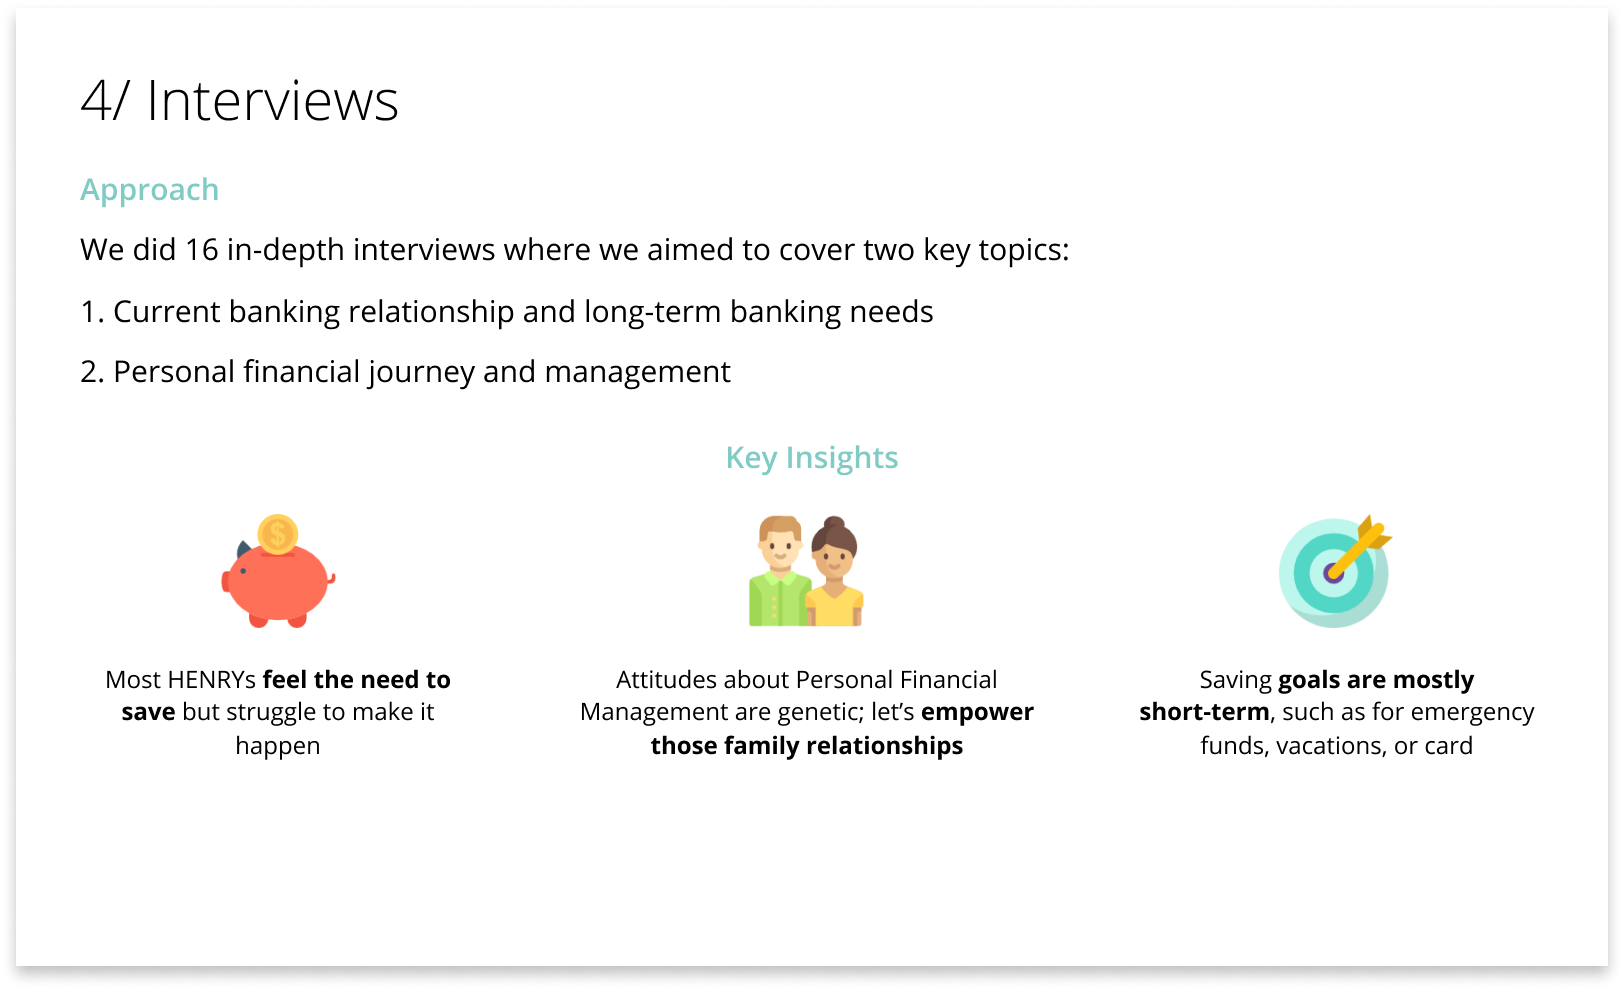 4/ Interviews
Approach
We did 16 in-depth interviews where we aimed to cover two key topics:
1. Current banking relationship and long-term banking needs
2. Personal financial journey and management
Key Insights
$
Most HENRYs feel the need to
save but struggle to make it
happen
Attitudes about Personal Financial
Management are genetic; let’s empower
those family relationships
Saving goals are mostly
short-term, such as for emergency
funds, vacations, or card